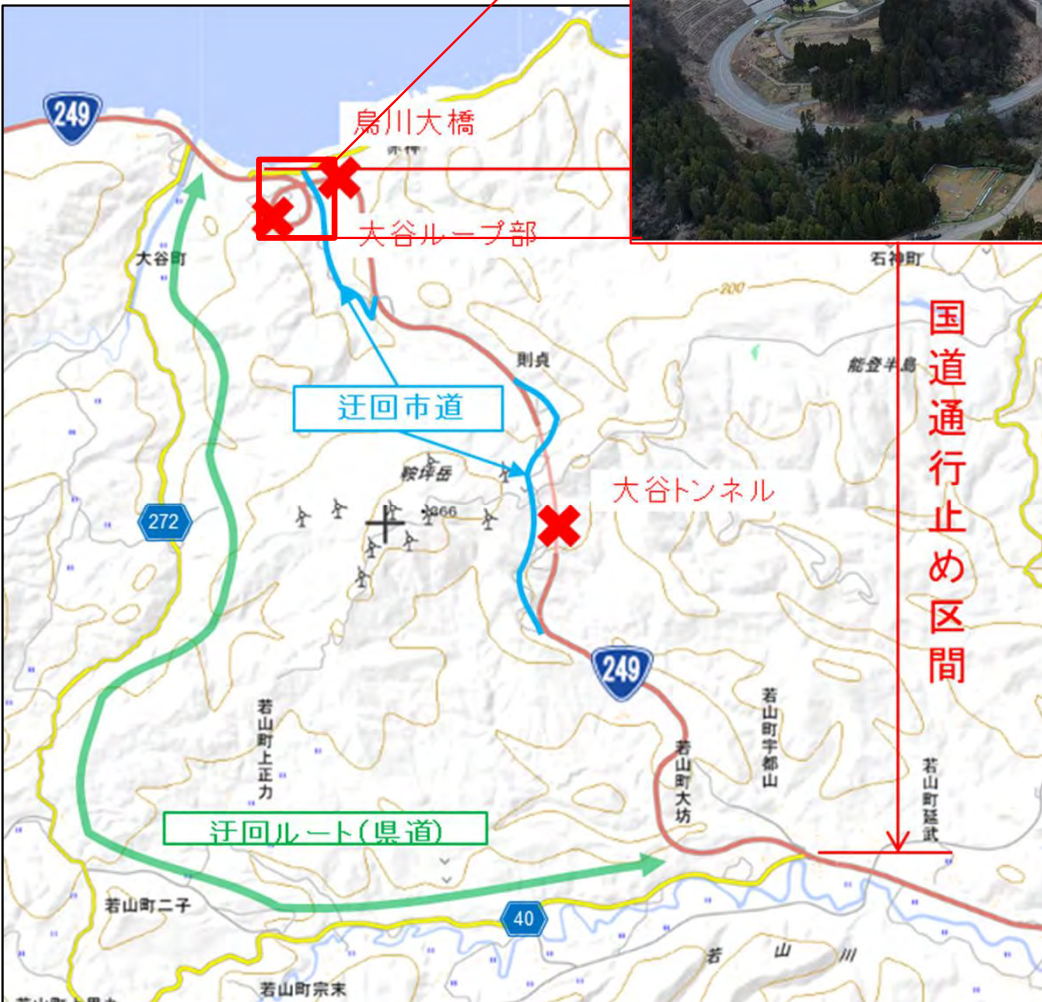 249
烏川大橋
赤神
大谷ループ部
大谷町
石神町
200
則貞
能登半島
国道通行止め区間
迂回市道
鞍坪岳
大谷トンネル
272
249
若山町上正力
若山町宇都山
若山町大坊
若山町延武
迂回ルート(県道)
若山町二子
40
若山川
若山町宗末